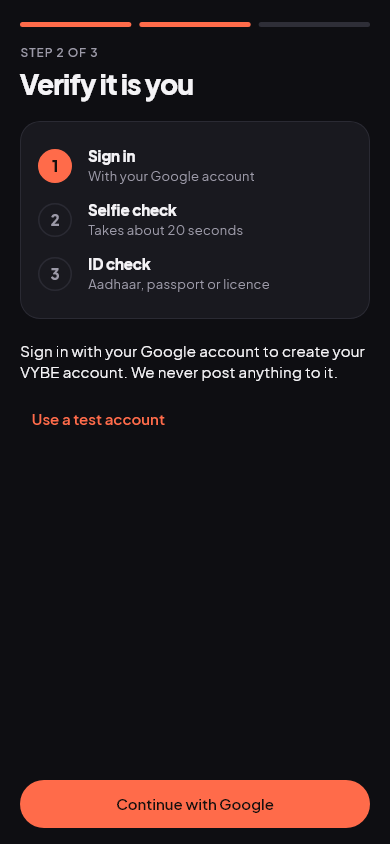 STEP 2 OF 3
Verify it is you
1
Sign in
With your Google account
2
Selfie check
Takes about 20 seconds
3
ID check
Aadhaar, passport or licence
Sign in with your Google account to create your
VYBE account. We never post anything to it.
Use a test account
Continue with Google